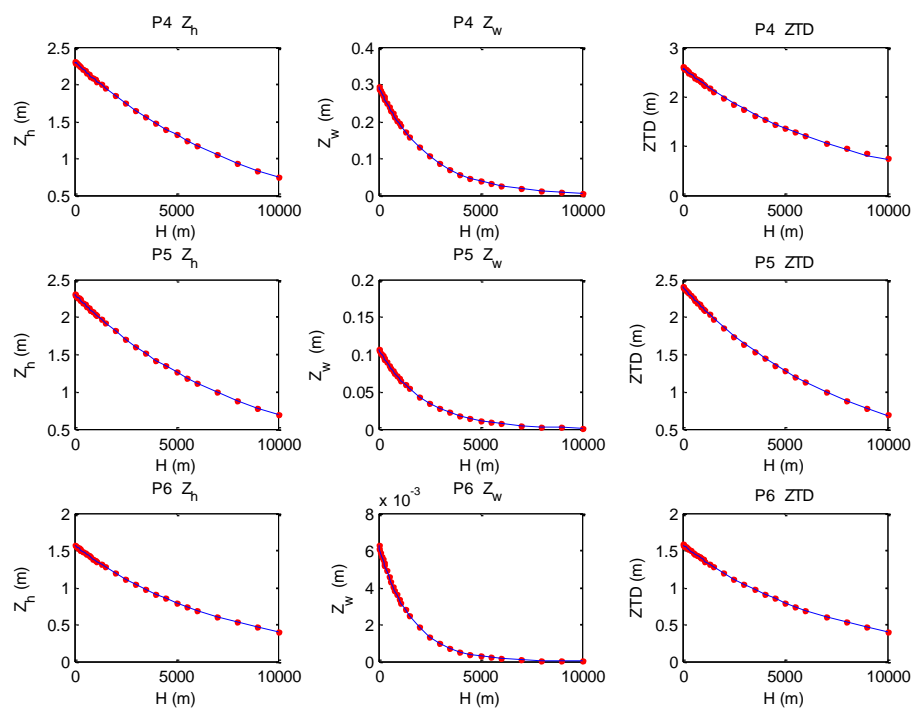 P4 Z_h
2.5
2
1.5
1
0.5
Z_h (m)
0 5000 10000
H (m)
P4 Z_w
0.4
0.3
0.2
0.1
0
Z_w (m)
0 5000 10000
H (m)
P4 ZTD
3
2
1
0
ZTD (m)
0 5000 10000
H (m)
P5 Z_h
2.5
2
1.5
1
0.5
Z_h (m)
0 5000 10000
H (m)
P5 Z_w
0.2
0.15
0.1
0.05
0
Z_w (m)
0 5000 10000
H (m)
P5 ZTD
2.5
2
1.5
1
0.5
ZTD (m)
0 5000 10000
H (m)
P6 Z_h
2
1.5
1
0.5
0
Z_h (m)
0 5000 10000
H (m)
P6 Z_w
x 10^-3
8
6
4
2
0
Z_w (m)
0 5000 10000
H (m)
P6 ZTD
2
1.5
1
0.5
0
ZTD (m)
0 5000 10000
H (m)